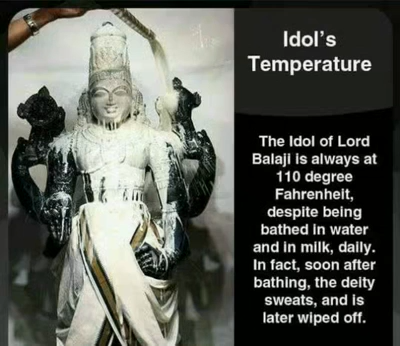 Idol's
Temperature
The Idol of Lord
Balaji is always at
110 degree
Fahrenheit,
despite being
bathed in water
and in milk, daily.
In fact, soon after
bathing, the deity
sweats, and is
later wiped off.